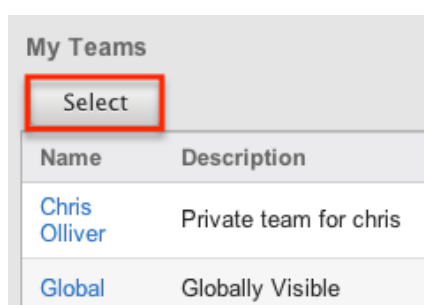 My Teams
Select
Name Description
Chris
Olliver Private team for chris
Global Globally Visible